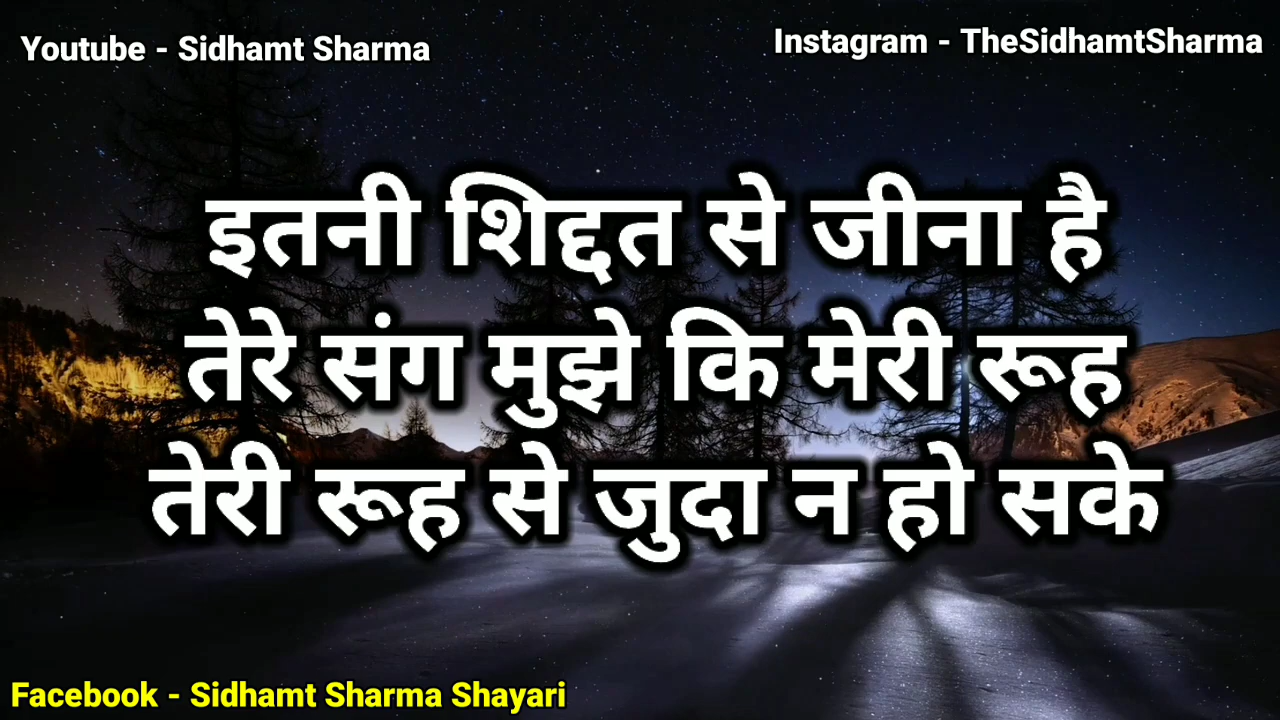 Youtube - Sidhamt Sharma
Instagram - TheSidhamtSharma
इतनी शिद्दत से जीना है
तेरे संग मुझे कि मेरी रूह
तेरी रूह से जुदा न हो सके
Facebook - Sidhamt Sharma Shayari